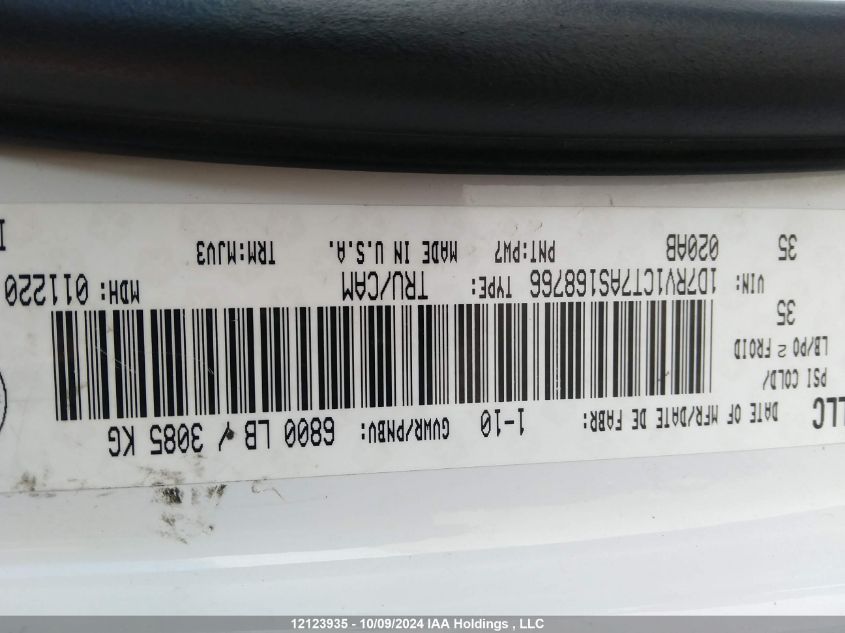 LLC
DATE OF MFR/DATE DE FABR: 1-10 GVWR/PNBV: 6800 LB / 3085 KG
PSI COLD/
LB/PO 2 FROID
35
VIN: 1D7RV1CT7AS168766 TYPE: TRU/CAM MDH: 011220
35 020AB PNT:PW7 MADE IN U.S.A. TRM:MJV3
12123935 - 10/09/2024 IAA Holdings , LLC